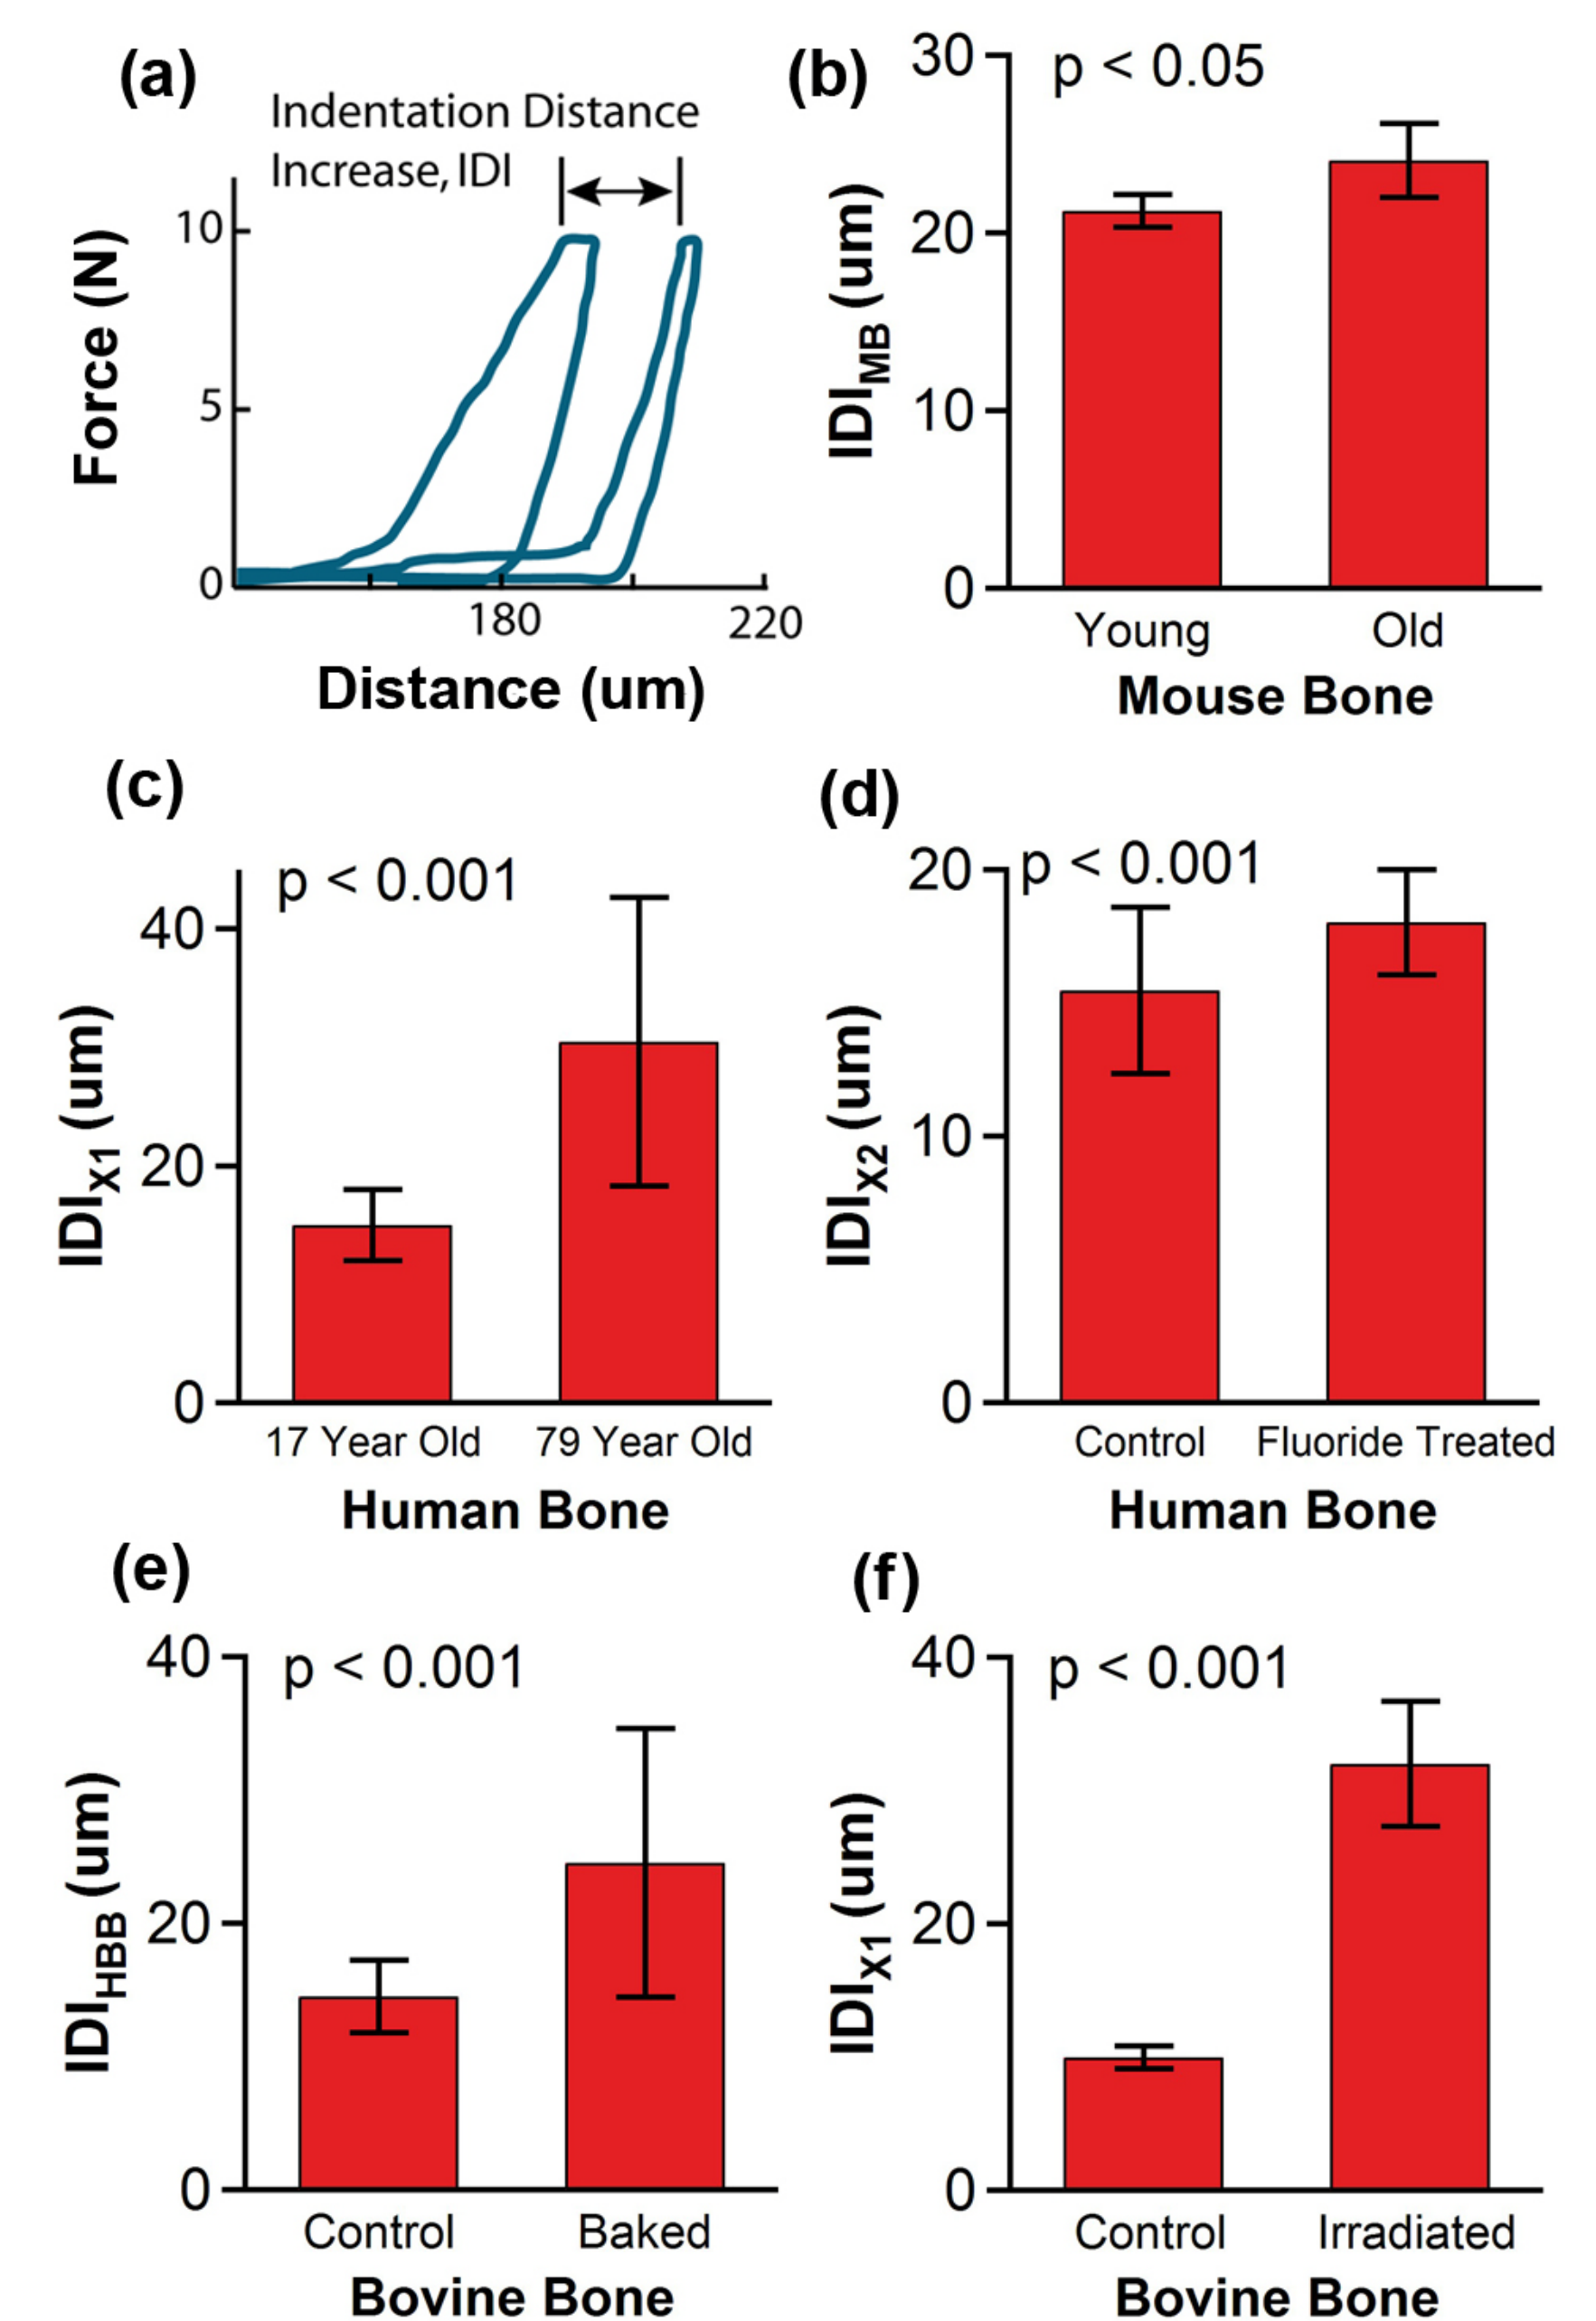 (a)
Indentation Distance
Increase, IDI
10
5
0
180
220
Force (N)
Distance (um)
(b)
p < 0.05
30
20
10
0
IDI_MB (um)
Young
Old
Mouse Bone
(c)
p < 0.001
40
20
0
IDI_X1 (um)
17 Year Old
79 Year Old
Human Bone
(d)
p < 0.001
20
10
0
IDI_X2 (um)
Control
Fluoride Treated
Human Bone
(e)
p < 0.001
40
20
0
IDI_HBB (um)
Control
Baked
Bovine Bone
(f)
p < 0.001
40
20
0
IDI_X1 (um)
Control
Irradiated
Bovine Bone